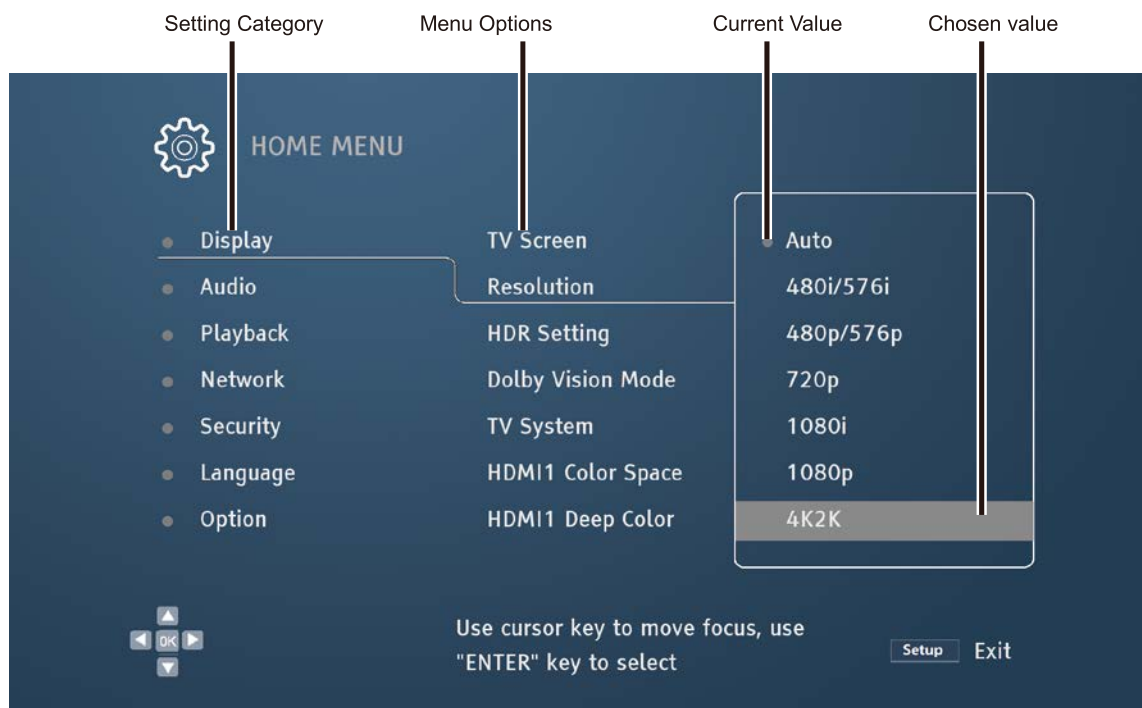 Setting Category Menu Options Current Value Chosen value
HOME MENU
Display TV Screen Auto
Audio Resolution 480i/576i
Playback HDR Setting 480p/576p
Network Dolby Vision Mode 720p
Security TV System 1080i
Language HDMI1 Color Space 1080p
Option HDMI1 Deep Color 4K2K
Use cursor key to move focus, use
OK Setup Exit
"ENTER" key to select